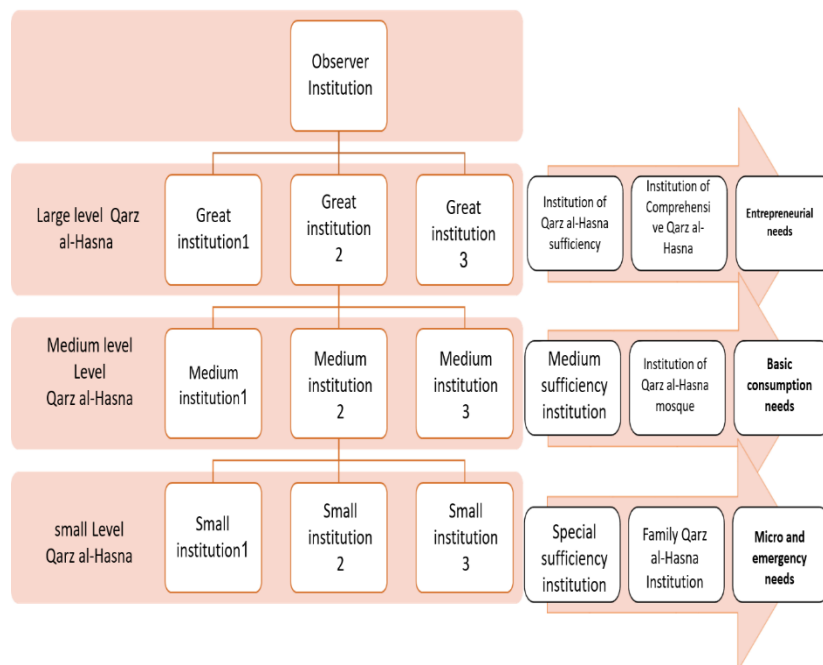 Observer
Institution
Large level Qarz
al-Hasna
Great
institution1
Great
institution
2
Great
institution
3
Institution of
Qarz al-Hasna
sufficiency
Institution of
Comprehensi
ve Qarz al-
Hasna
Entrepreneurial
needs
Medium level
Level
Qarz al-Hasna
Medium
institution1
Medium
institution
2
Medium
institution
3
Medium
sufficiency
institution
Institution of
Qarz al-Hasna
mosque
Basic
consumption
needs
small Level
Qarz al-Hasna
Small
institution1
Small
institution
2
Small
institution
3
Special
sufficiency
institution
Family Qarz
al-Hasna
Institution
Micro and
emergency
needs